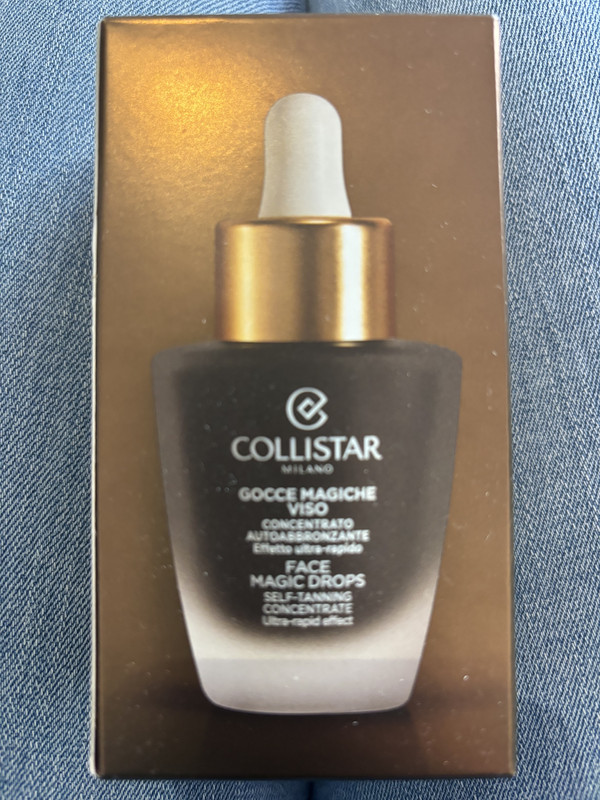 COLLISTAR
MILANO
GOCCE MAGICHE
VISO
CONCENTRATO
AUTOABBRONZANTE
Effetto ultra-rapido
FACE
MAGIC DROPS
SELF-TANNING
CONCENTRATE
Ultra-rapid effect